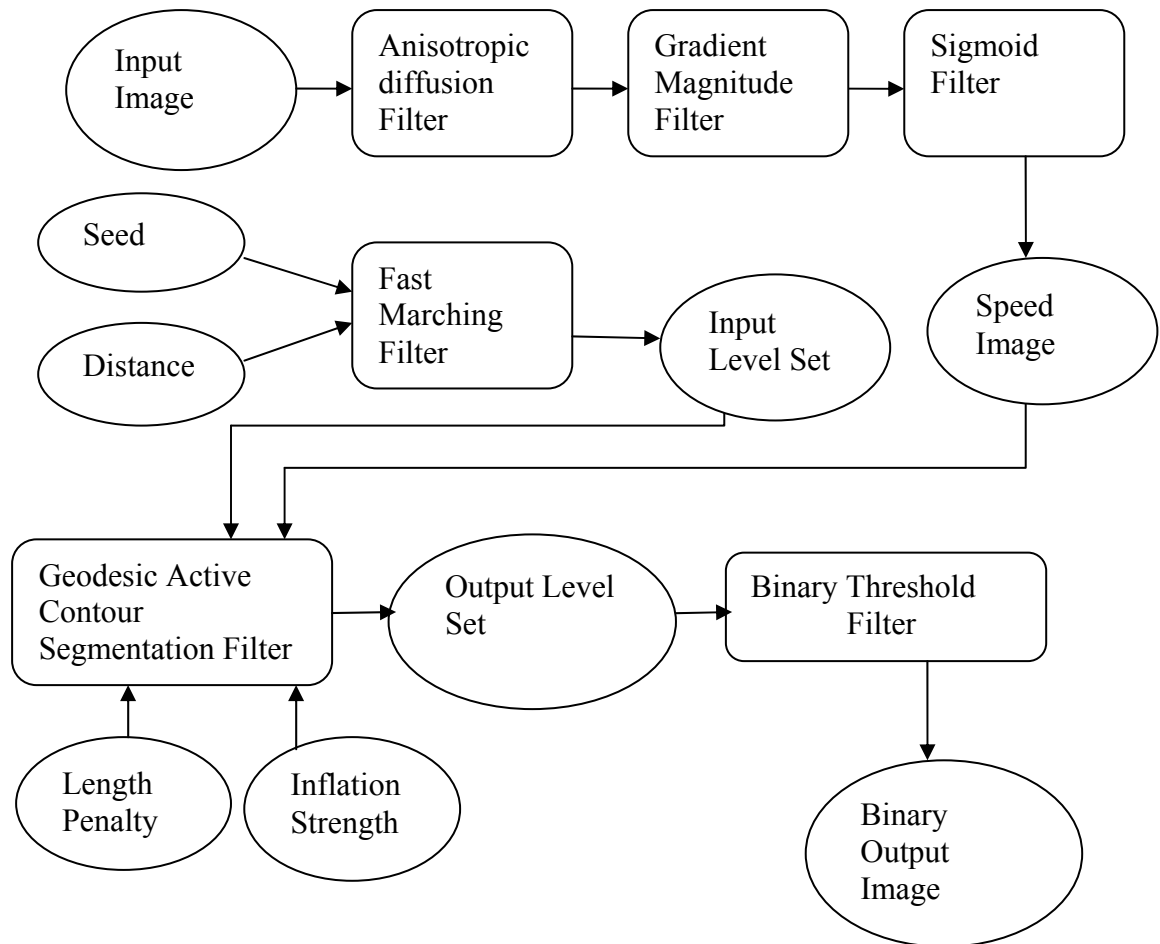 Input
Image
Anisotropic
diffusion
Filter
Gradient
Magnitude
Filter
Sigmoid
Filter
Seed
Distance
Fast
Marching
Filter
Input
Level Set
Speed
Image
Geodesic Active
Contour
Segmentation Filter
Output Level
Set
Binary Threshold
Filter
Length
Penalty
Inflation
Strength
Binary
Output
Image